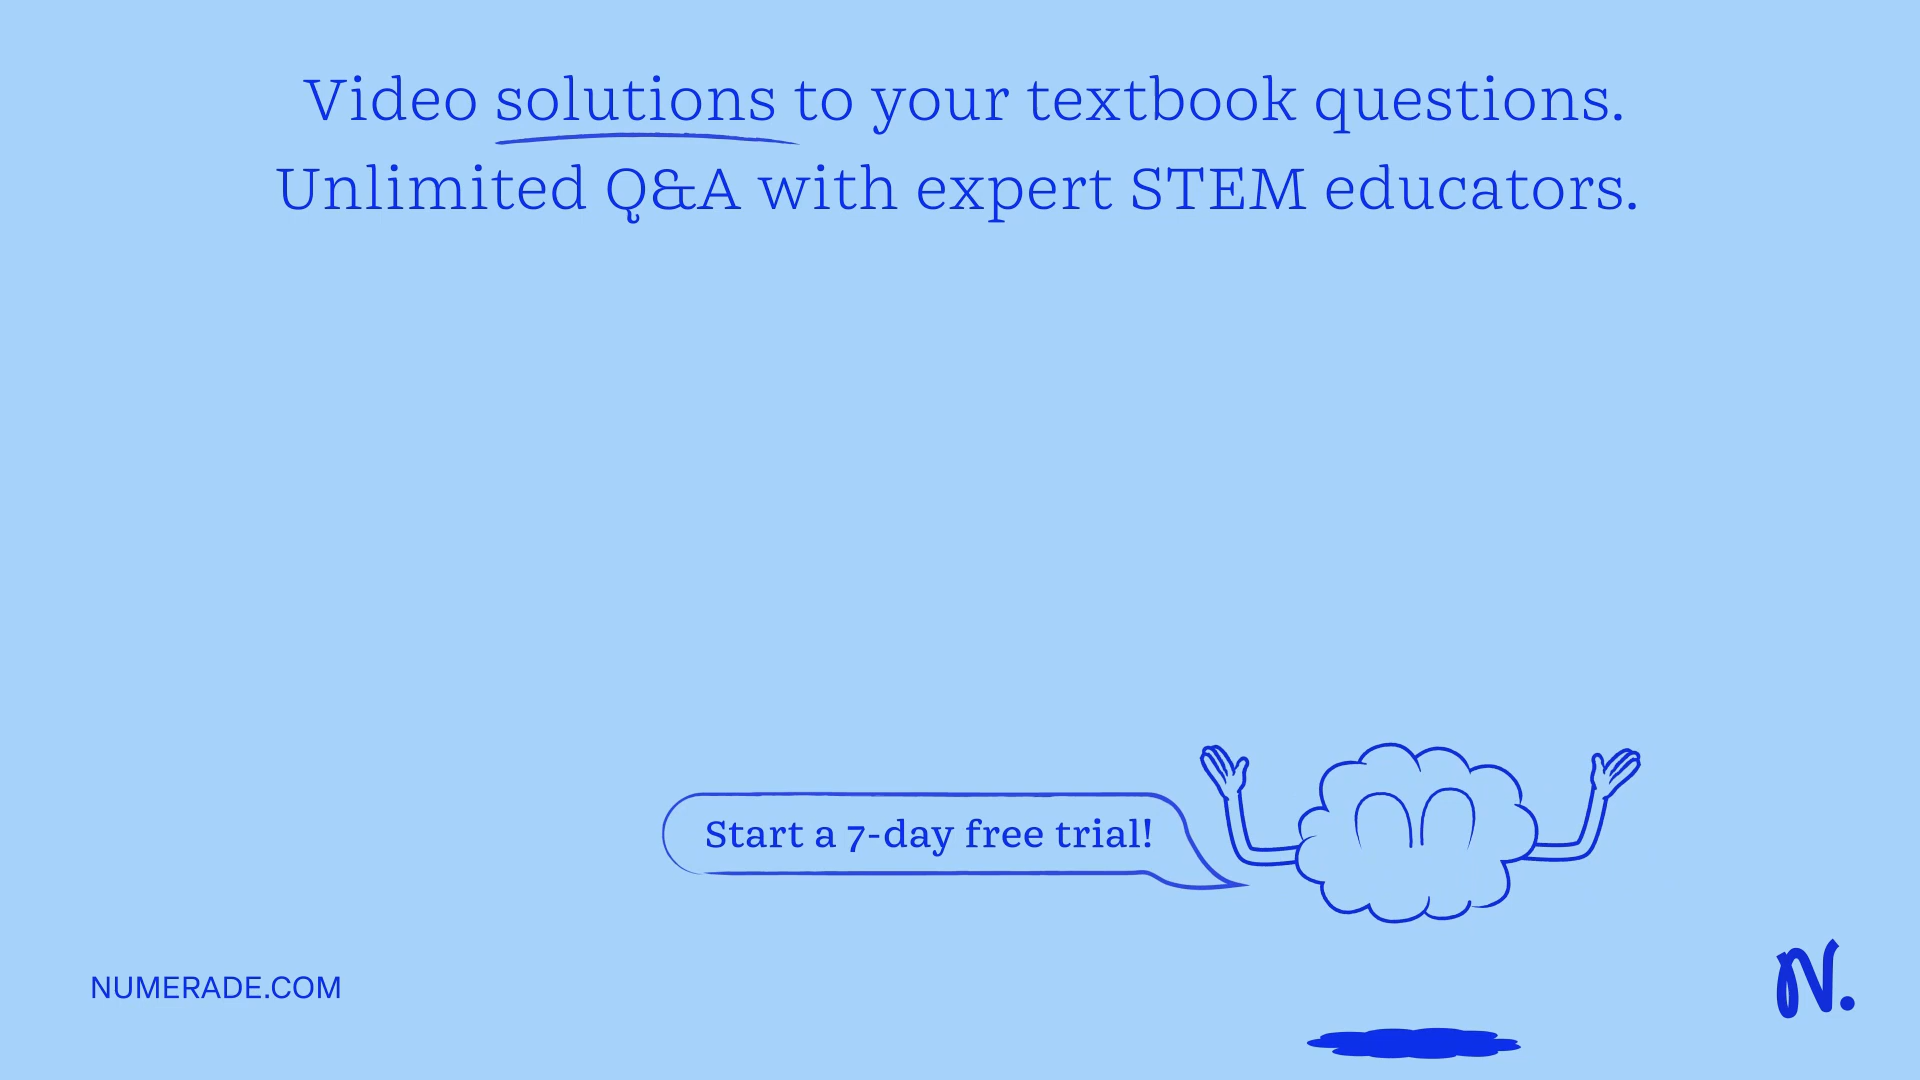 Video solutions to your textbook questions.
Unlimited Q&A with expert STEM educators.
Start a 7-day free trial!
NUMERADE.COM
N.